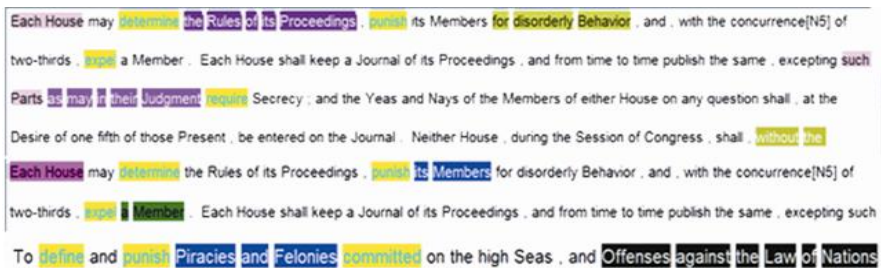 Each House may determine the Rules of its Proceedings , punish its Members for disorderly Behavior , and , with the concurrence[N5] of
two-thirds , expel a Member . Each House shall keep a Journal of its Proceedings , and from time to time publish the same , excepting such
Parts as may in their Judgment require Secrecy ; and the Yeas and Nays of the Members of either House on any question shall , at the
Desire of one fifth of those Present , be entered on the Journal . Neither House , during the Session of Congress , shall , without the
Each House may determine the Rules of its Proceedings , punish its Members for disorderly Behavior , and , with the concurrence[N5] of
two-thirds , expel a Member . Each House shall keep a Journal of its Proceedings , and from time to time publish the same , excepting such
To define and punish Piracies and Felonies committed on the high Seas , and Offenses against the Law of Nations